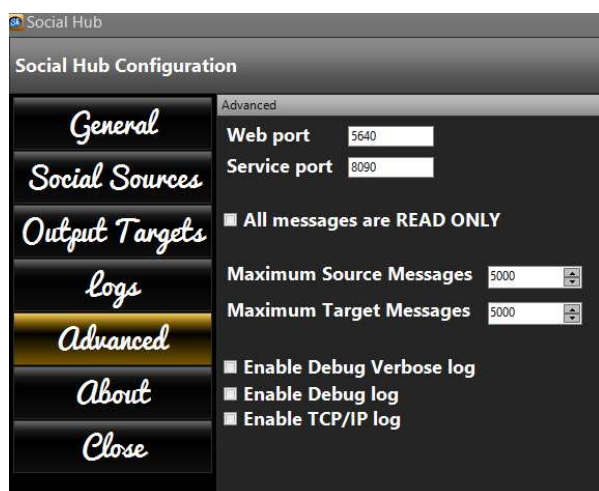 Social Hub
Social Hub Configuration
General
Social Sources
Output Targets
Logs
Advanced
About
Close
Advanced
Web port 5640
Service port 8090
All messages are READ ONLY
Maximum Source Messages 5000
Maximum Target Messages 5000
Enable Debug Verbose log
Enable Debug log
Enable TCP/IP log